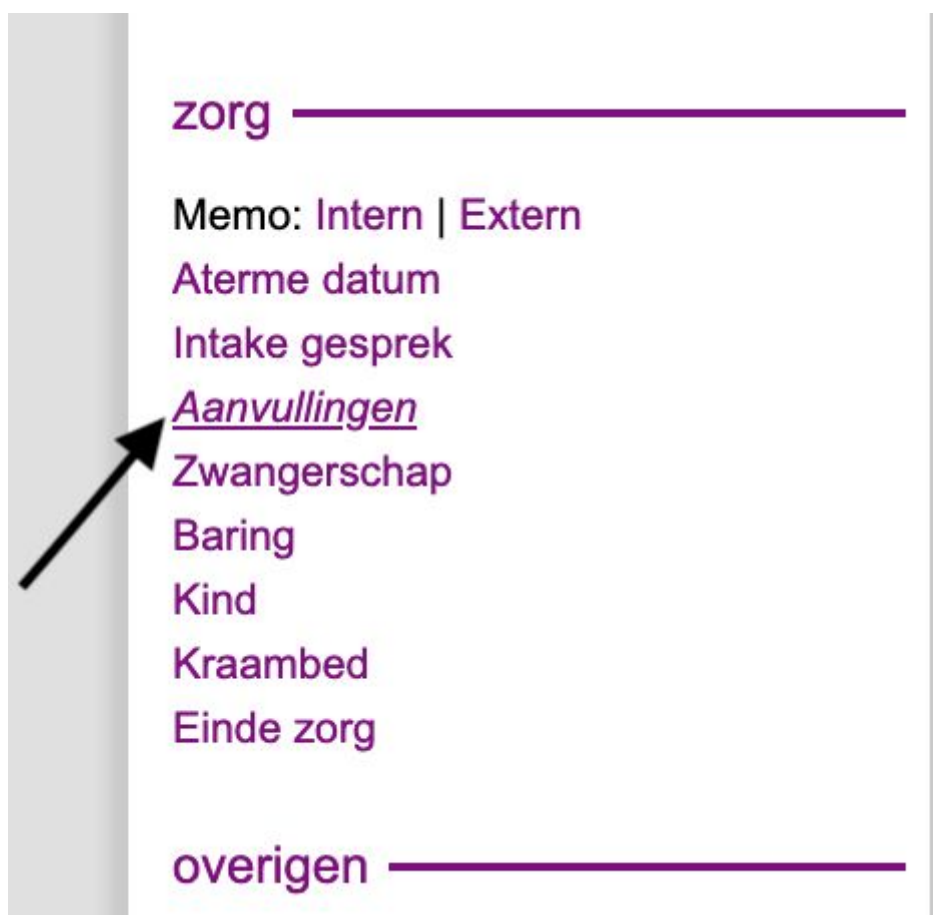 zorg
Memo: Intern | Extern
Aterme datum
Intake gesprek
Aanvullingen
Zwangerschap
Baring
Kind
Kraambed
Einde zorg
overigen